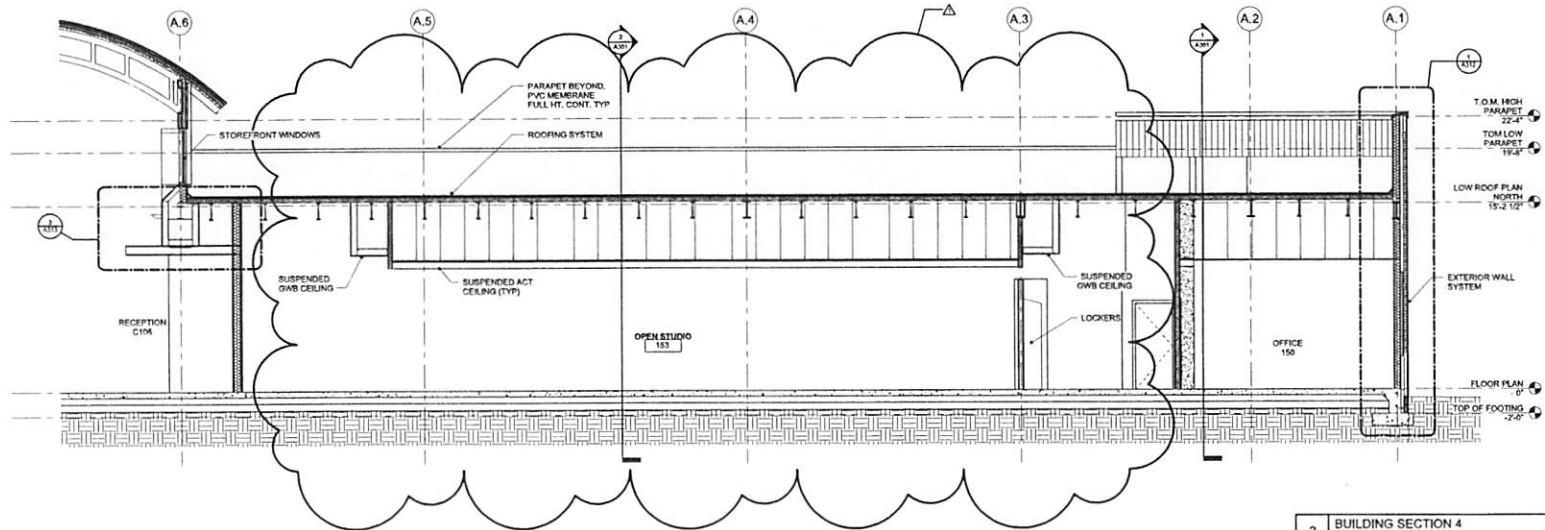 A.6
A.5
A.4
A.3
A.2
A.1
2
A301
1
A301
1
A312
PARAPET BEYOND.
PVC MEMBRANE
FULL HT. CONT. TYP
STOREFRONT WINDOWS
ROOFING SYSTEM
T.O.M. HIGH
PARAPET
22'-4"
TOM LOW
PARAPET
19'-8"
LOW ROOF PLAN
NORTH
15'-2 1/2"
A313
SUSPENDED
GWB CEILING
SUSPENDED ACT
CEILING (TYP)
SUSPENDED
GWB CEILING
EXTERIOR WALL
SYSTEM
RECEPTION
C106
OPEN STUDIO
153
LOCKERS
OFFICE
150
FLOOR PLAN
0"
TOP OF FOOTING
-2'-0"
BUILDING SECTION 4